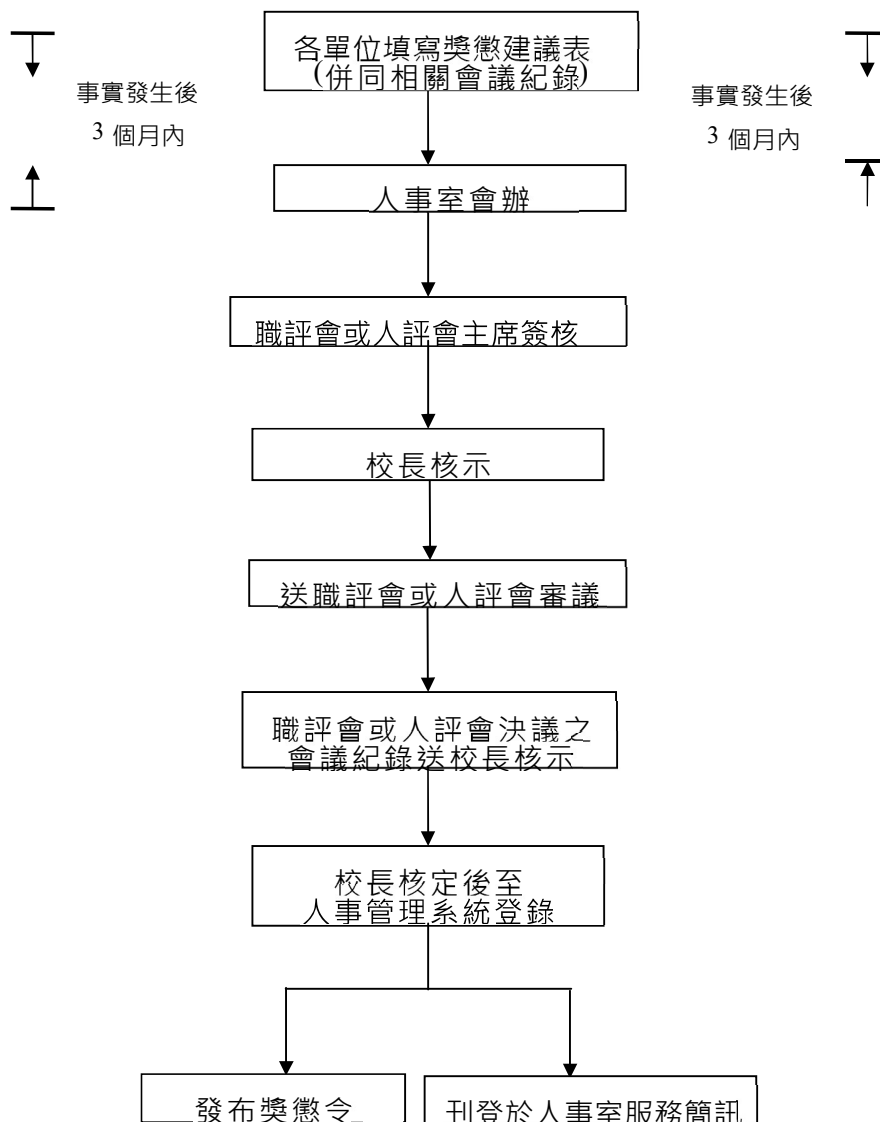 各單位填寫獎懲建議表
(併同相關會議紀錄)
事實發生後
3 個月內
事實發生後
3 個月內
人事室會辦
職評會或人評會主席簽核
校長核示
送職評會或人評會審議
職評會或人評會決議之
會議紀錄送校長核示
校長核定後至
人事管理系統登錄
發布獎懲令
刊登於人事室服務簡訊